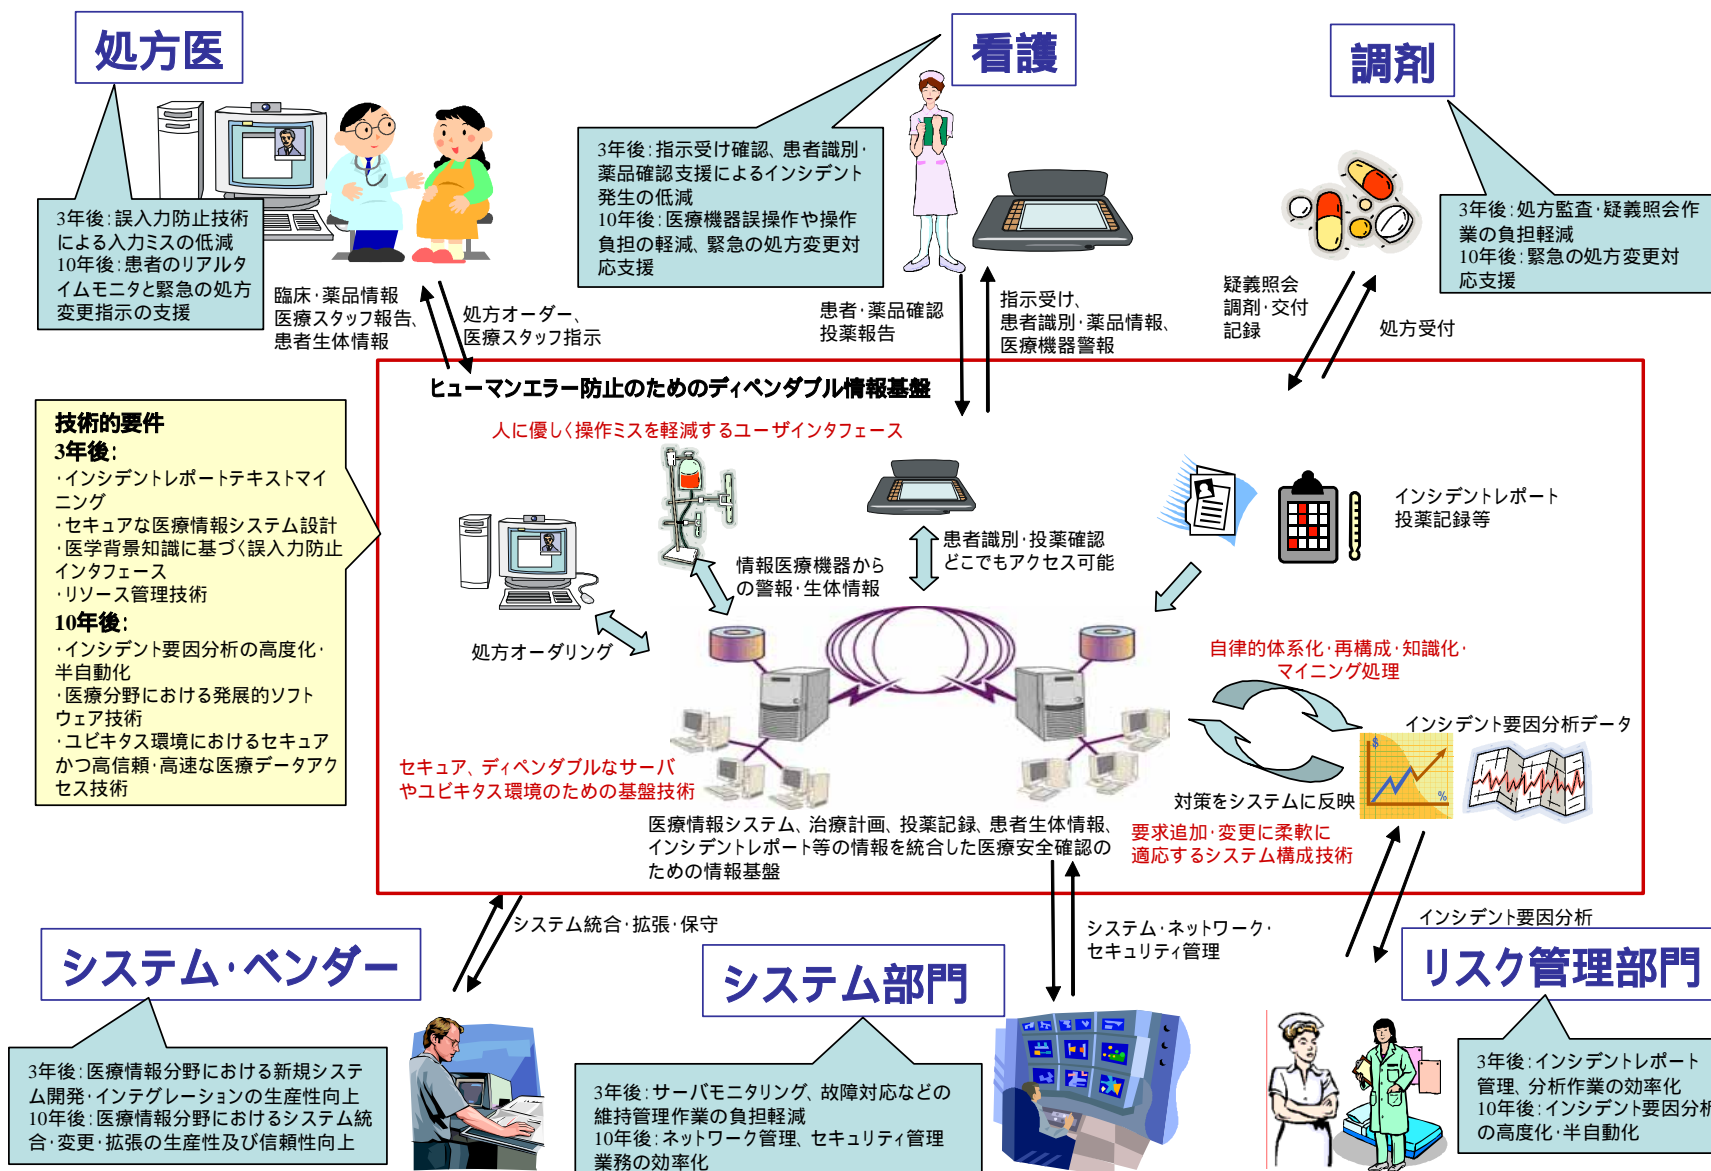 処方医
看護
調剤
3年後:誤入力防止技術
による入力ミスの低減
10年後:患者のリアルタ
イムモニタと緊急の処方
変更指示の支援
3年後:指示受け確認、患者識別・
薬品確認支援によるインシデント
発生の低減
10年後:医療機器誤操作や操作
負担の軽減、緊急の処方変更対
応支援
3年後:処方監査・疑義照会作
業の負担軽減
10年後:緊急の処方変更対
応支援
臨床・薬品情報
医療スタッフ報告、
患者生体情報
処方オーダー、
医療スタッフ指示
患者・薬品確認
投薬報告
指示受け、
患者識別・薬品情報、
医療機器警報
疑義照会
調剤・交付
記録
処方受付
ヒューマンエラー防止のためのディペンダブル情報基盤
人に優しく操作ミスを軽減するユーザインタフェース
技術的要件
3年後:
・インシデントレポートテキストマイ
ニング
・セキュアな医療情報システム設計
・医学背景知識に基づく誤入力防止
インタフェース
・リソース管理技術
10年後:
・インシデント要因分析の高度化・
半自動化
・医療分野における発展的ソフト
ウェア技術
・ユビキタス環境におけるセキュア
かつ高信頼・高速な医療データアク
セス技術
インシデントレポート
投薬記録等
情報医療機器から
の警報・生体情報
患者識別・投薬確認
どこでもアクセス可能
処方オーダリング
自律的体系化・再構成・知識化・
マイニング処理
インシデント要因分析データ
$
%
セキュア、ディペンダブルなサーバ
やユビキタス環境のための基盤技術
対策をシステムに反映
医療情報システム、治療計画、投薬記録、患者生体情報、
インシデントレポート等の情報を統合した医療安全確認の
ための情報基盤
要求追加・変更に柔軟に
適応するシステム構成技術
システム統合・拡張・保守
システム・ネットワーク・
セキュリティ管理
インシデント要因分析
システム・ベンダー
システム部門
リスク管理部門
3年後:医療情報分野における新規システ
ム開発・インテグレーションの生産性向上
10年後:医療情報分野におけるシステム統
合・変更・拡張の生産性及び信頼性向上
3年後:サーバモニタリング、故障対応などの
維持管理作業の負担軽減
10年後:ネットワーク管理、セキュリティ管理
業務の効率化
3年後:インシデントレポート
管理、分析作業の効率化
10年後:インシデント要因分析
の高度化・半自動化